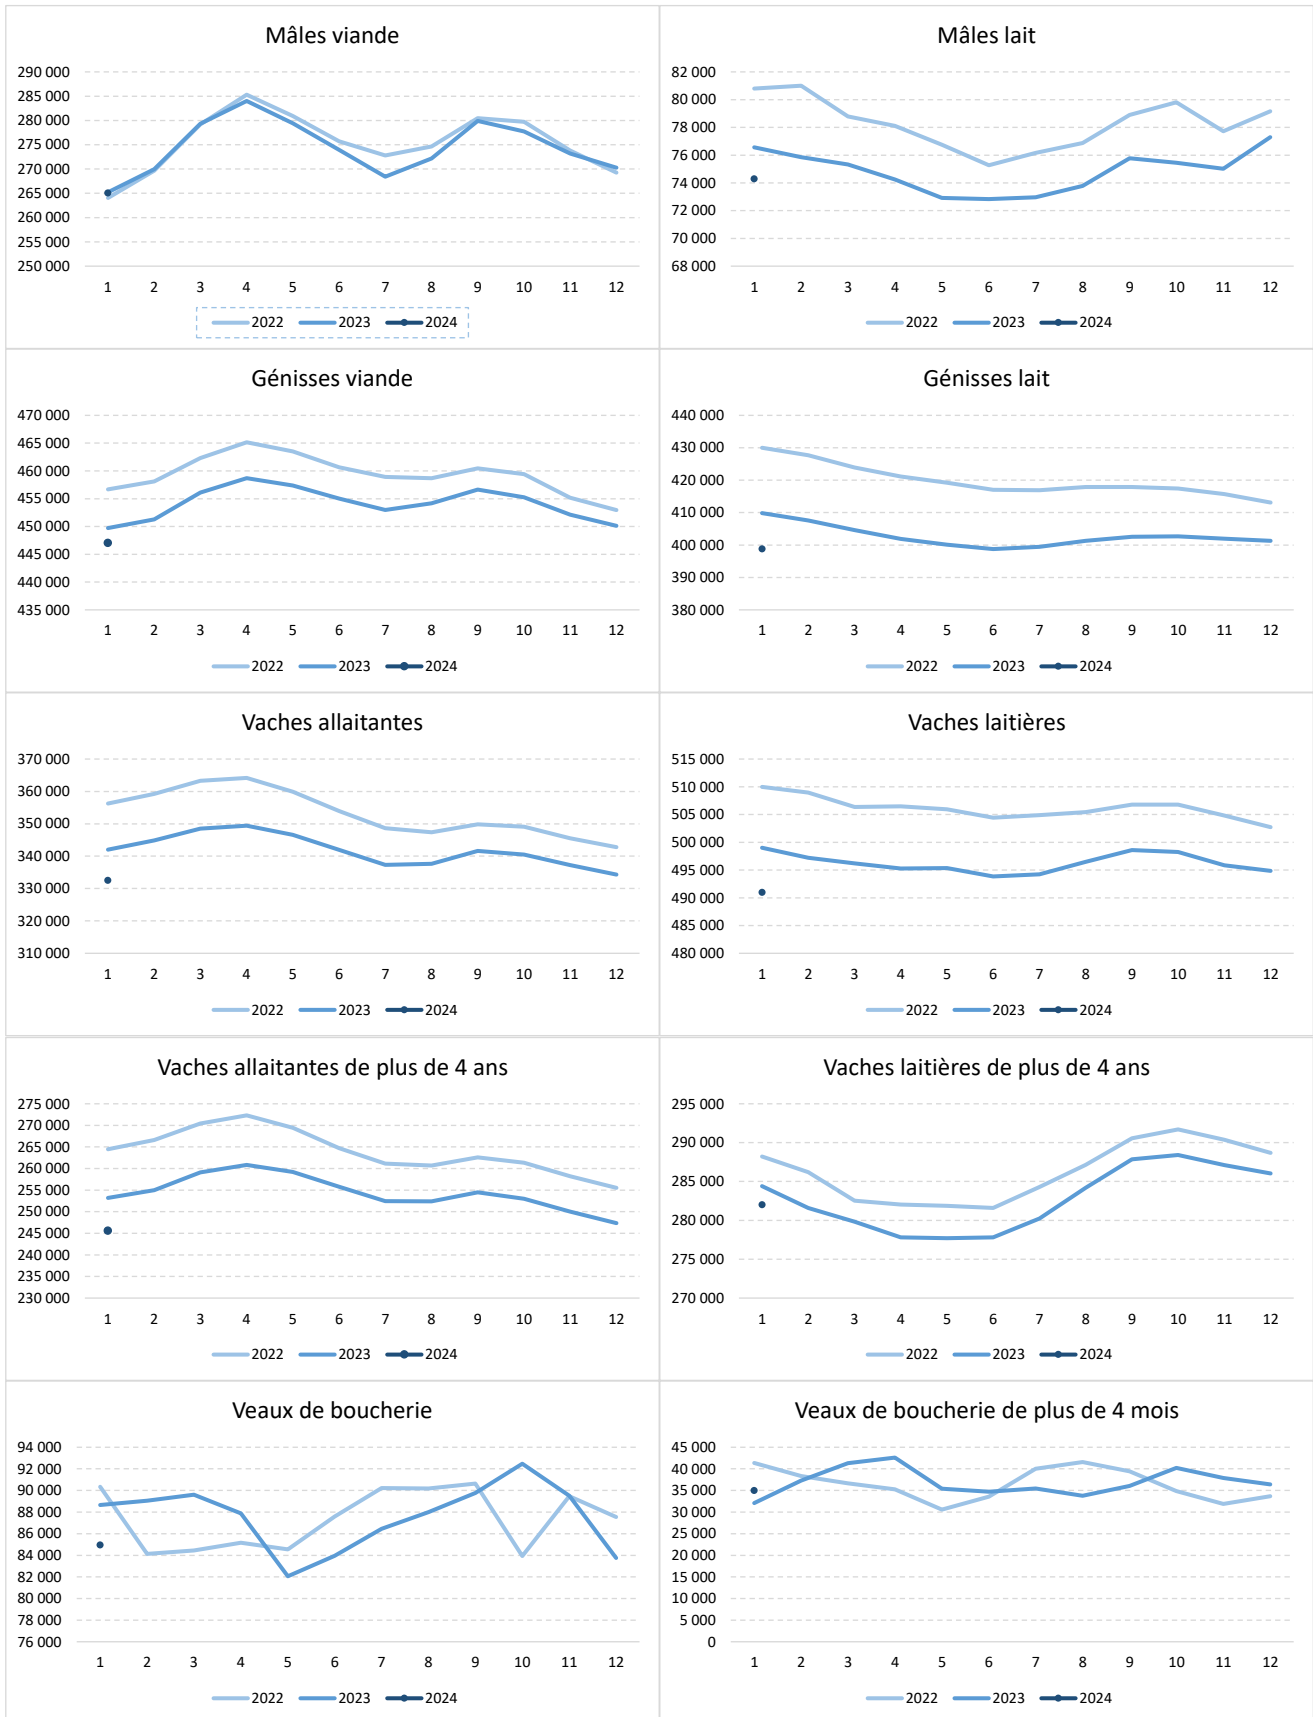 Mâles viande
290 000
285 000
280 000
275 000
270 000
265 000
260 000
255 000
250 000
1 2 3 4 5 6 7 8 9 10 11 12
2022 2023 2024
Mâles lait
82 000
80 000
78 000
76 000
74 000
72 000
70 000
68 000
1 2 3 4 5 6 7 8 9 10 11 12
2022 2023 2024
Génisses viande
470 000
465 000
460 000
455 000
450 000
445 000
440 000
435 000
1 2 3 4 5 6 7 8 9 10 11 12
2022 2023 2024
Génisses lait
440 000
430 000
420 000
410 000
400 000
390 000
380 000
1 2 3 4 5 6 7 8 9 10 11 12
2022 2023 2024
Vaches allaitantes
370 000
360 000
350 000
340 000
330 000
320 000
310 000
1 2 3 4 5 6 7 8 9 10 11 12
2022 2023 2024
Vaches laitières
515 000
510 000
505 000
500 000
495 000
490 000
485 000
480 000
1 2 3 4 5 6 7 8 9 10 11 12
2022 2023 2024
Vaches allaitantes de plus de 4 ans
275 000
270 000
265 000
260 000
255 000
250 000
245 000
240 000
235 000
230 000
1 2 3 4 5 6 7 8 9 10 11 12
2022 2023 2024
Vaches laitières de plus de 4 ans
295 000
290 000
285 000
280 000
275 000
270 000
1 2 3 4 5 6 7 8 9 10 11 12
2022 2023 2024
Veaux de boucherie
94 000
92 000
90 000
88 000
86 000
84 000
82 000
80 000
78 000
76 000
1 2 3 4 5 6 7 8 9 10 11 12
2022 2023 2024
Veaux de boucherie de plus de 4 mois
45 000
40 000
35 000
30 000
25 000
20 000
15 000
10 000
5 000
0
1 2 3 4 5 6 7 8 9 10 11 12
2022 2023 2024